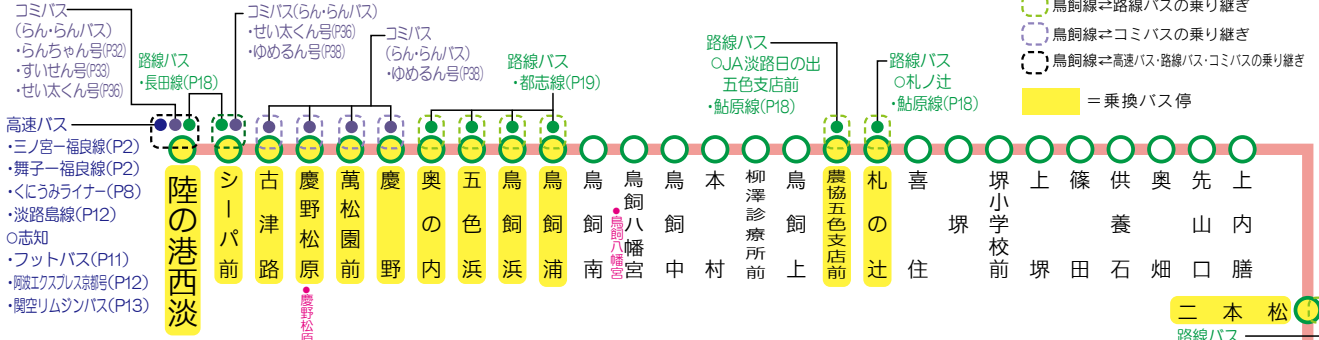 コミバス
(らん・らんバス)
・らんちゃん号(P32)
・すいせん号(P33)
・せい太くん号(P36)
路線バス
・長田線(P18)
コミバス(らん・らんバス)
・せい太くん号(P36)
・ゆめるん号(P38)
コミバス
(らん・らんバス)
・ゆめるん号(P38)
路線バス
・都志線(P19)
路線バス
○JA淡路日の出
五色支店前
・鮎原線(P18)
路線バス
○札ノ辻
・鮎原線(P18)
鳥飼線⇄路線バスの乗り継ぎ
鳥飼線⇄コミバスの乗り継ぎ
鳥飼線⇄高速バス・路線バス・コミバスの乗り継ぎ
=乗換バス停
高速バス
・三ノ宮ー福良線(P2)
・舞子ー福良線(P2)
・くにうみライナー(P8)
・淡路島線(P12)
○志知
・フットバス(P11)
・阿波エクスプレス京都号(P12)
・関空リムジンバス(P13)
陸の港西淡
シーパ前
古津路
慶野松原
●慶野松原
萬松園前
慶野
奥の内
五色浜
鳥飼浜
鳥飼浦
鳥飼南
●鳥飼八幡宮
鳥飼八幡宮
鳥飼中
本村
柳澤診療所前
鳥飼上
農協五色支店前
札の辻
喜住
堺
堺小学校前
上堺
篠田
供養石
奥畑
先山口
上内膳
二本松
路線バス